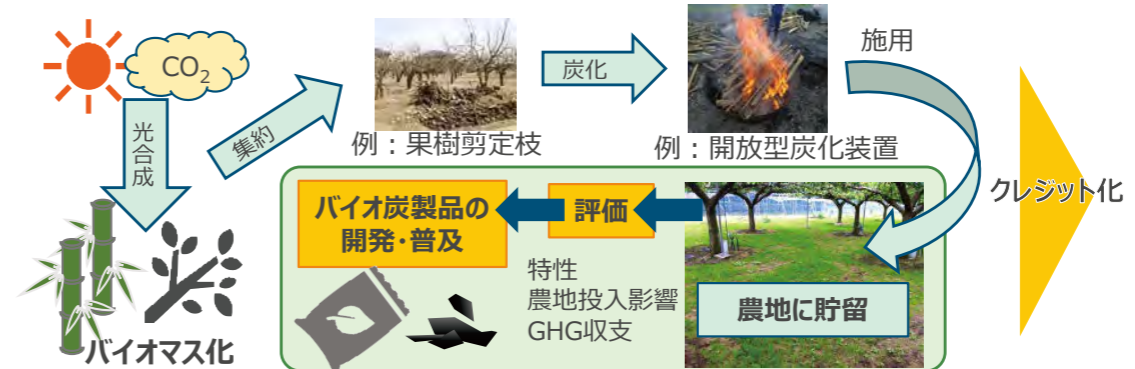 CO₂
光合成
バイオマス化
集約
例：果樹剪定枝
炭化
例：開放型炭化装置
施用
農地に貯留
評価
特性
農地投入影響
GHG収支
バイオ炭製品の
開発・普及
クレジット化